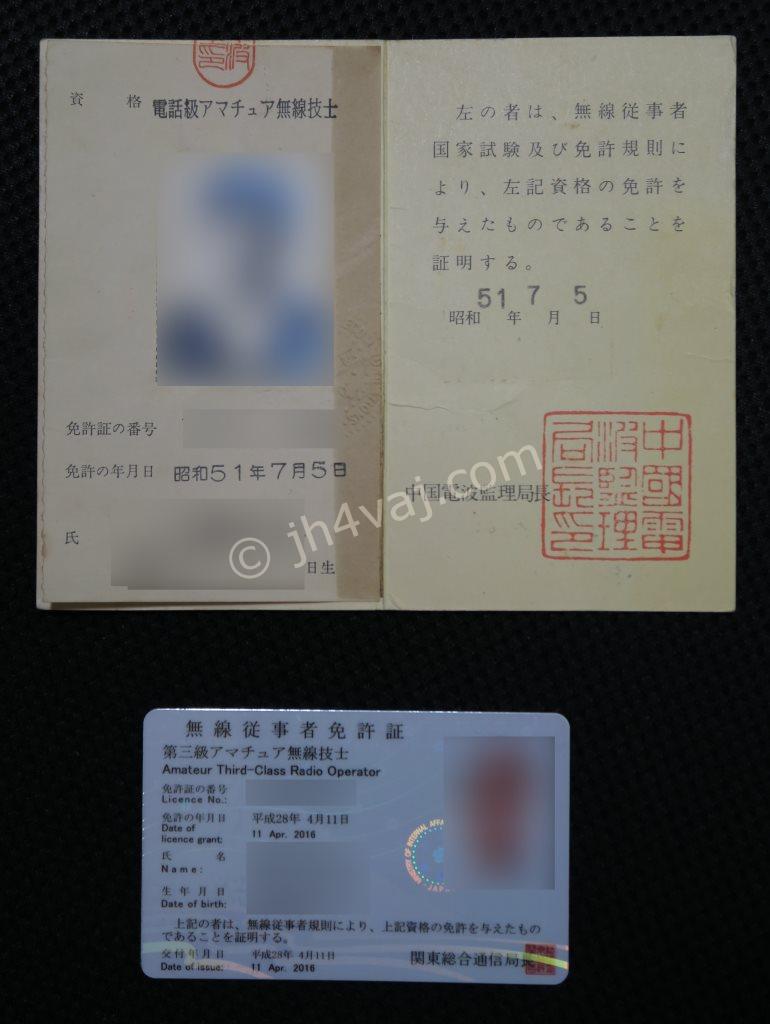 資格 電話級アマチュア無線技士
免許証の番号
免許の年月日 昭和51年7月5日
氏
日生
左の者は、無線従事者
国家試験及び免許規則に
より、左記資格の免許を
与えたものであることを
証明する。
51 7 5
昭和 年 月 日
中国電波監理局長
中國電波監理局長印
© jh4vaj.com
無線従事者免許証
第三級アマチュア無線技士
Amateur Third-Class Radio Operator
免許証の番号
Licence No.:
免許の年月日 平成28年 4月11日
Date of
licence grant: 11 Apr. 2016
氏名
Name:
生年月日
Date of birth:
上記の者は、無線従事者規則により、上記資格の免許を与えたもの
であることを証明する。
交付年月日 平成28年 4月11日
Date of issue: 11 Apr. 2016
関東総合通信局長